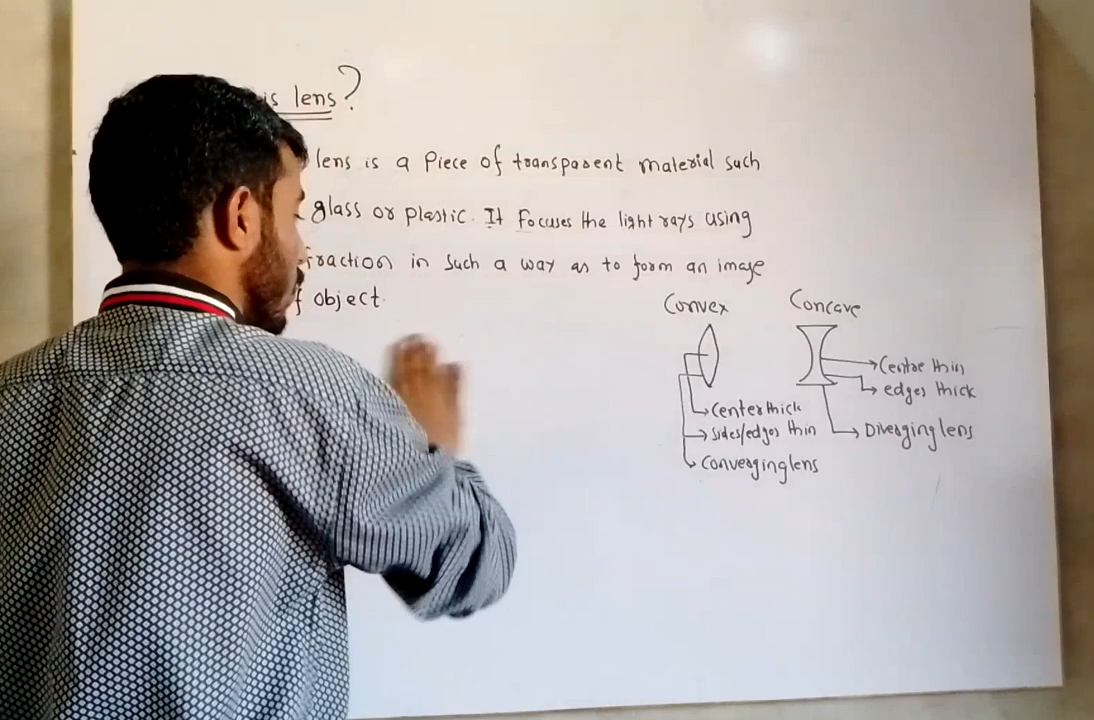 is lens?
lens is a piece of transparent material such
glass or plastic. It focuses the light rays using
fraction in such a way as to form an image
f object.
Convex
Concave
Centre thin
edges thick
Diverging lens
Center thick
Sides/edges thin
Converging lens